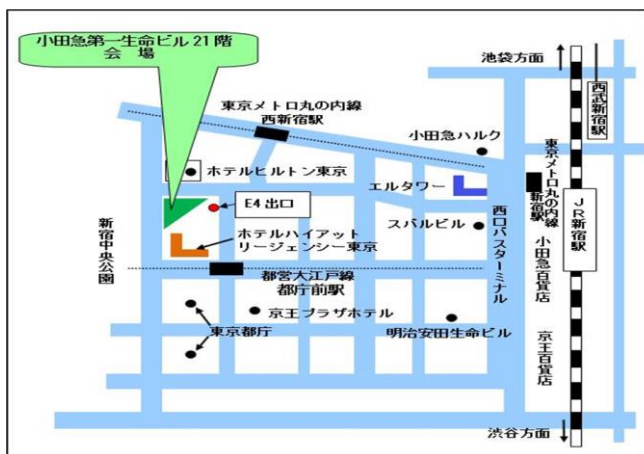 小田急第一生命ビル 21 階
会 場
池袋方面
西武新宿駅
東京メトロ丸の内線
西新宿駅
小田急ハルク
ホテルヒルトン東京
エルタワー
東京メトロ丸の内線
新宿駅
JR新宿駅
E4 出口
スバルビル
新宿中央公園
ホテルハイアット
リージェンシー東京
西口バスターミナル
小田急百貨店
都営大江戸線
都庁前駅
京王プラザホテル
東京都庁
明治安田生命ビル
京王百貨店
渋谷方面